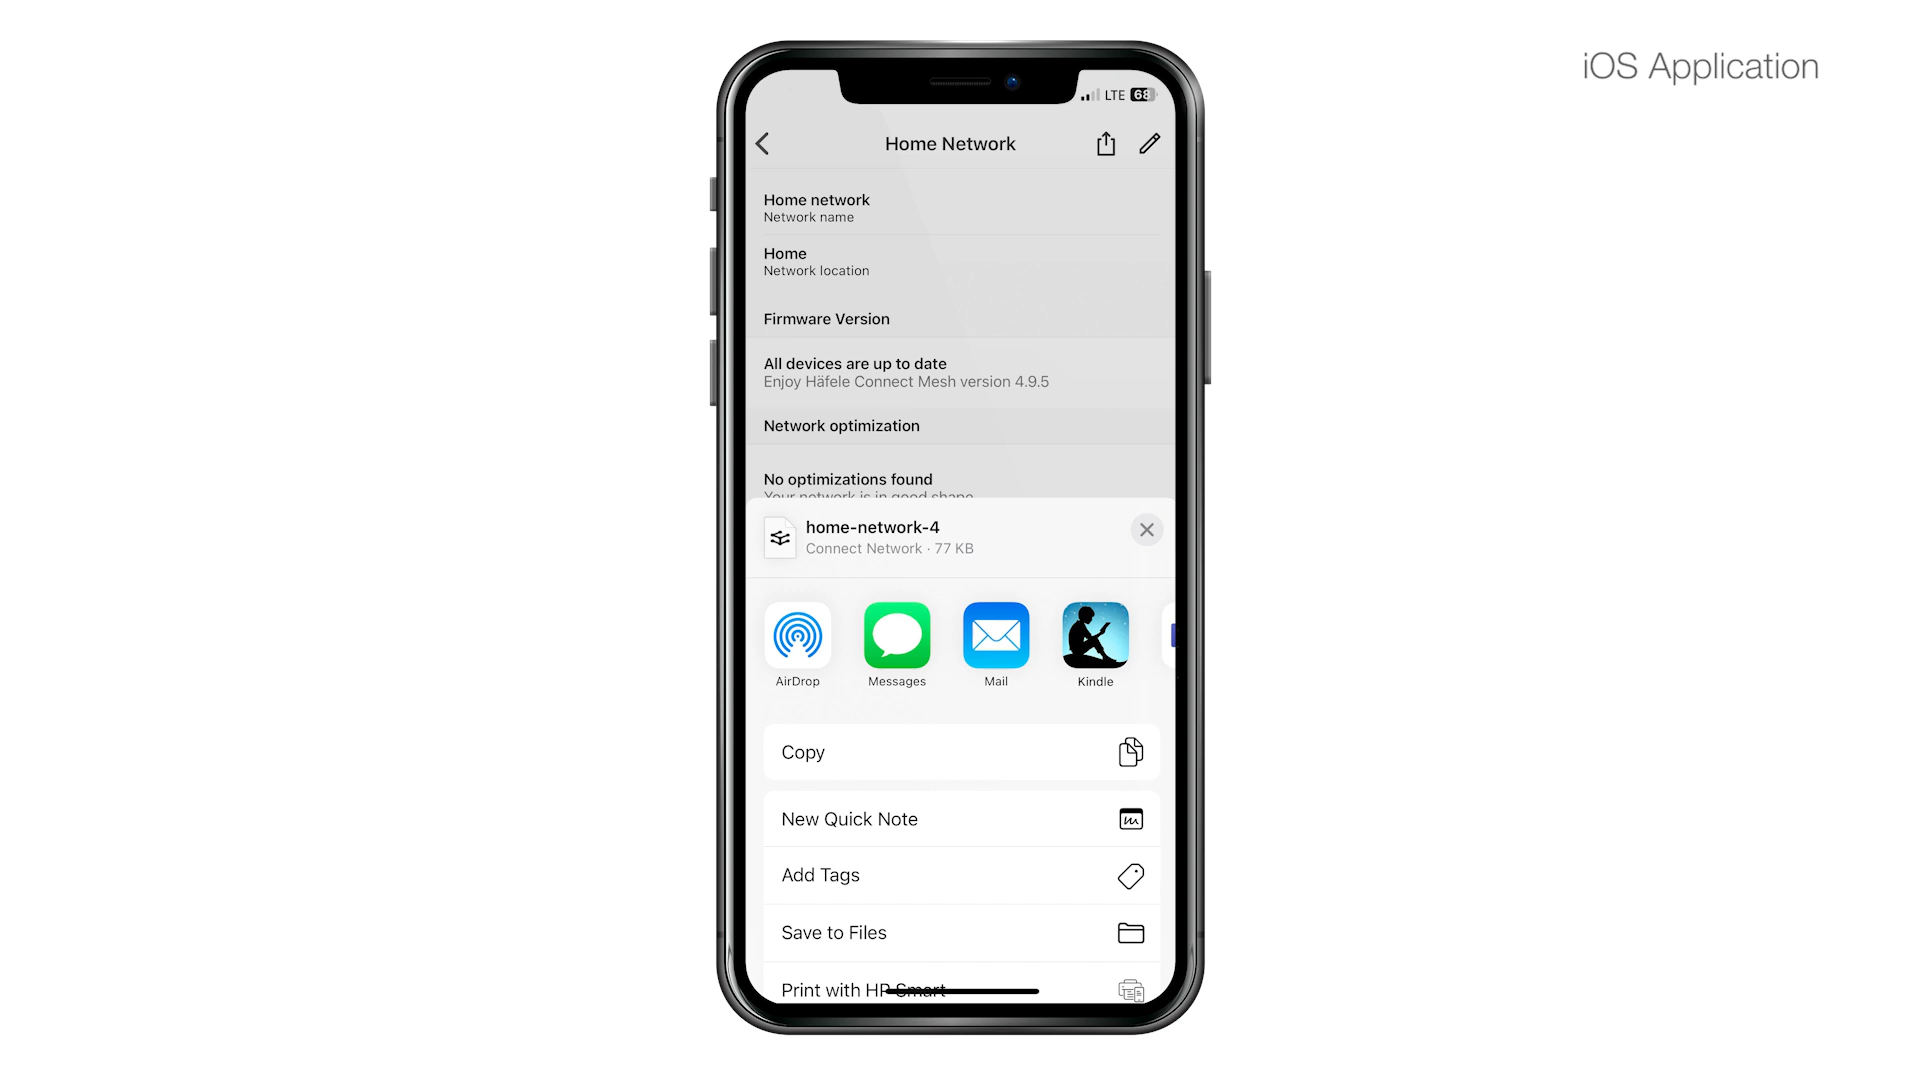 iOS Application
LTE 68
Home Network
Home network
Network name
Home
Network location
Firmware Version
All devices are up to date
Enjoy Häfele Connect Mesh version 4.9.5
Network optimization
No optimizations found
Your network is in good shape
home-network-4
Connect Network · 77 KB
AirDrop
Messages
Mail
Kindle
Copy
New Quick Note
Add Tags
Save to Files
Print with HP Smart